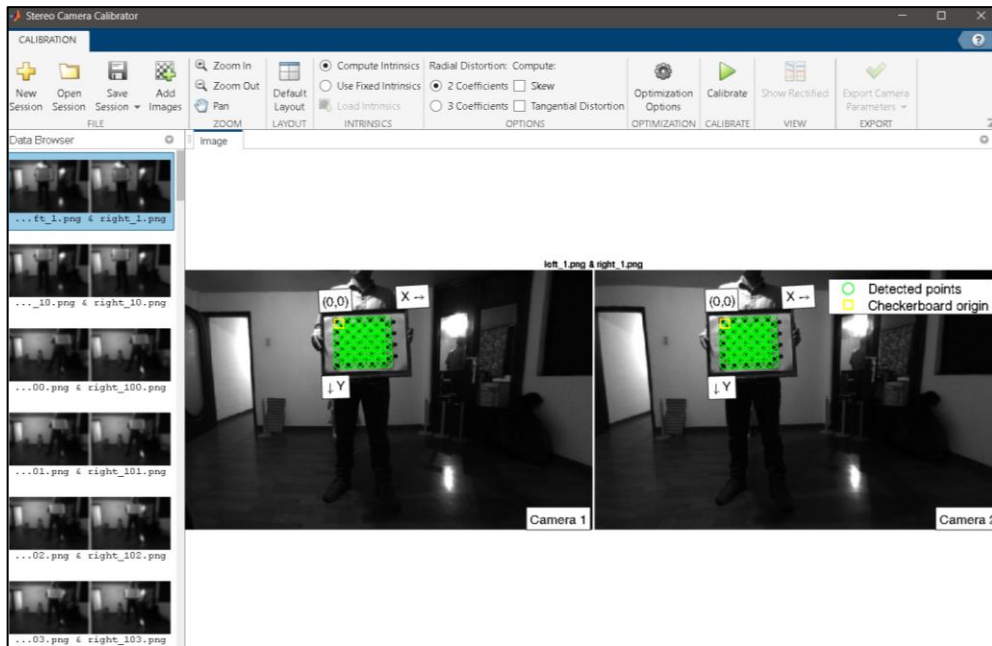 Stereo Camera Calibrator
CALIBRATION
New Session
Open Session
Save Session
Add Images
FILE
Zoom In
Zoom Out
Pan
ZOOM
Default Layout
LAYOUT
Compute Intrinsics
Use Fixed Intrinsics
Load Intrinsics
INTRINSICS
Radial Distortion: Compute:
2 Coefficients Skew
3 Coefficients Tangential Distortion
OPTIONS
Optimization Options
OPTIMIZATION
Calibrate
CALIBRATE
Show Rectified
VIEW
Export Camera Parameters
EXPORT
Data Browser
Image
...ft_1.png & right_1.png
..._10.png & right_10.png
...00.png & right_100.png
...01.png & right_101.png
...02.png & right_102.png
...03.png & right_103.png
left_1.png & right_1.png
(0,0) X→
↓Y
Camera 1
(0,0) X→
↓Y
Detected points
Checkerboard origin
Camera 2